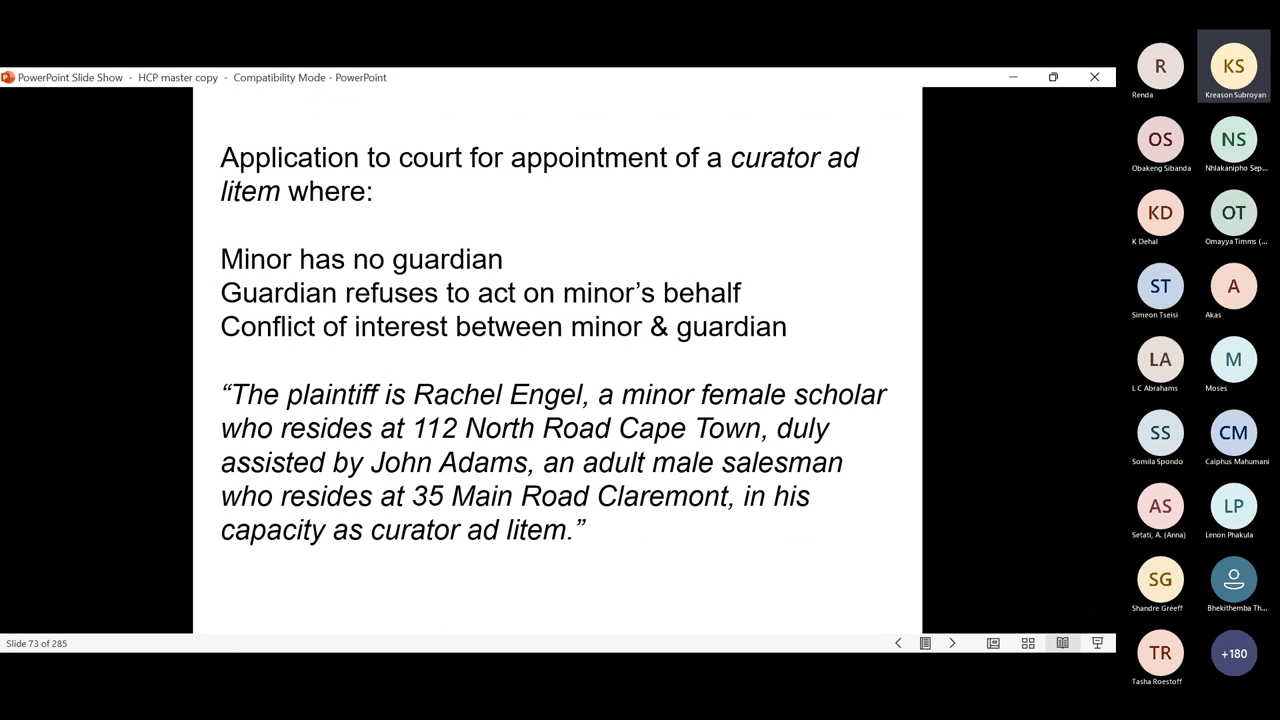 PowerPoint Slide Show - HCP master copy - Compatibility Mode - PowerPoint
Application to court for appointment of a curator ad
litem where:
Minor has no guardian
Guardian refuses to act on minor's behalf
Conflict of interest between minor & guardian
“The plaintiff is Rachel Engel, a minor female scholar
who resides at 112 North Road Cape Town, duly
assisted by John Adams, an adult male salesman
who resides at 35 Main Road Claremont, in his
capacity as curator ad litem.”
Slide 73 of 285
R
Renda
KS
Kreason Subroyan
OS
Obakeng Sibanda
NS
Nhlakanipho Sep...
KD
K Dehal
OT
Omayya Timms (...
ST
Simeon Tseisi
A
Akas
LA
L C Abrahams
M
Moses
SS
Somila Spondo
CM
Caiphus Mahumani
AS
Setati, A. (Anna)
LP
Lenon Phakula
SG
Shandre Greeff
Bhekithemba Th...
TR
Tasha Roestoff
+180